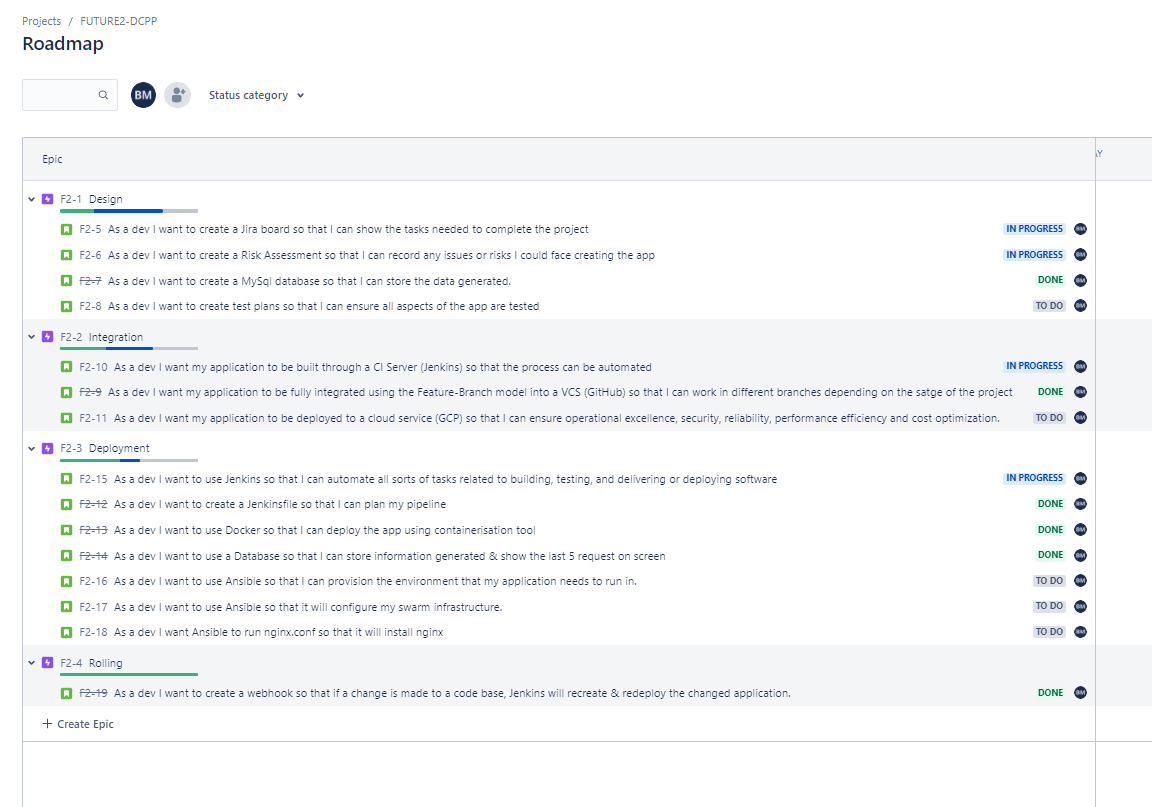 Projects / FUTURE2-DCPP
Roadmap
BM Status category
Epic
F2-1 Design
F2-5 As a dev I want to create a Jira board so that I can show the tasks needed to complete the project IN PROGRESS BM
F2-6 As a dev I want to create a Risk Assessment so that I can record any issues or risks I could face creating the app IN PROGRESS BM
F2-7 As a dev I want to create a MySql database so that I can store the data generated. DONE BM
F2-8 As a dev I want to create test plans so that I can ensure all aspects of the app are tested TO DO BM
F2-2 Integration
F2-10 As a dev I want my application to be built through a CI Server (Jenkins) so that the process can be automated IN PROGRESS BM
F2-9 As a dev I want my application to be fully integrated using the Feature-Branch model into a VCS (GitHub) so that I can work in different branches depending on the satge of the project DONE BM
F2-11 As a dev I want my application to be deployed to a cloud service (GCP) so that I can ensure operational excellence, security, reliability, performance efficiency and cost optimization. TO DO BM
F2-3 Deployment
F2-15 As a dev I want to use Jenkins so that I can automate all sorts of tasks related to building, testing, and delivering or deploying software IN PROGRESS BM
F2-12 As a dev I want to create a Jenkinsfile so that I can plan my pipeline DONE BM
F2-13 As a dev I want to use Docker so that I can deploy the app using containerisation tool DONE BM
F2-14 As a dev I want to use a Database so that I can store information generated & show the last 5 request on screen DONE BM
F2-16 As a dev I want to use Ansible so that I can provision the environment that my application needs to run in. TO DO BM
F2-17 As a dev I want to use Ansible so that it will configure my swarm infrastructure. TO DO BM
F2-18 As a dev I want Ansible to run nginx.conf so that it will install nginx TO DO BM
F2-4 Rolling
F2-19 As a dev I want to create a webhook so that if a change is made to a code base, Jenkins will recreate & redeploy the changed application. DONE BM
+ Create Epic